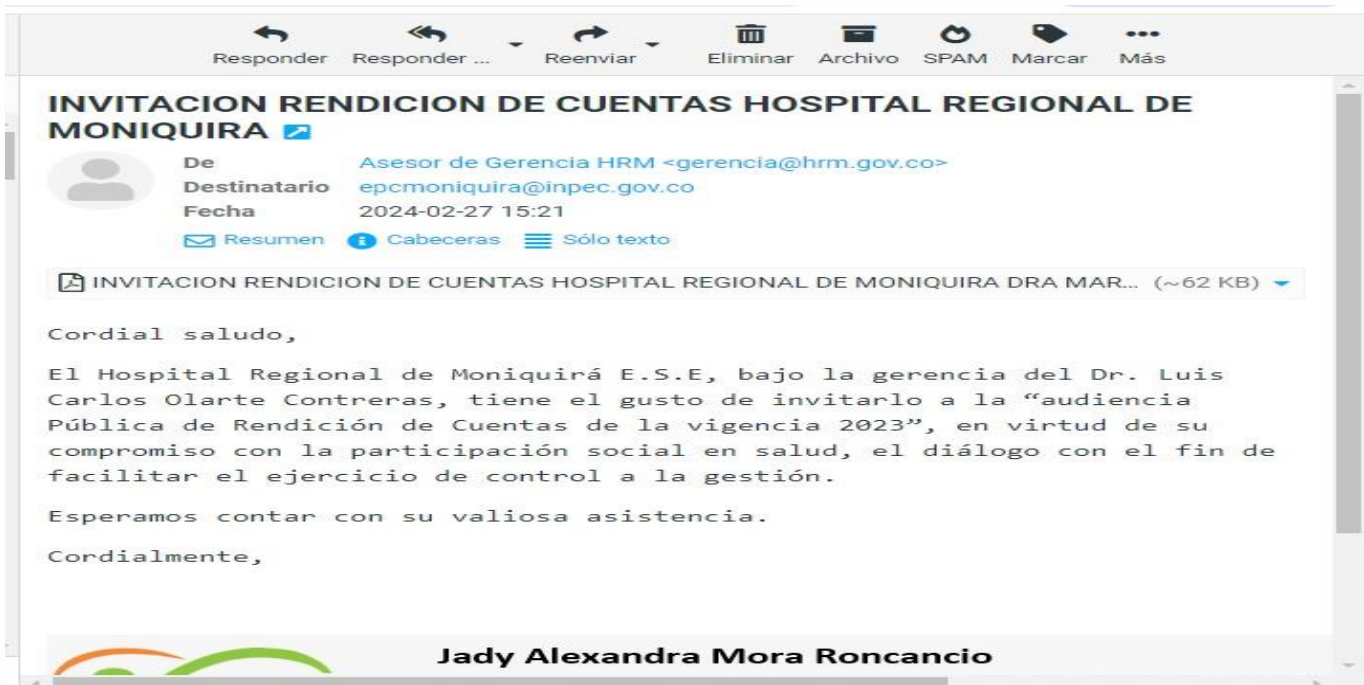 Responder Responder ... Reenviar Eliminar Archivo SPAM Marcar Más
INVITACION RENDICION DE CUENTAS HOSPITAL REGIONAL DE
MONIQUIRA
De Asesor de Gerencia HRM <gerencia@hrm.gov.co>
Destinatario epcmoniquira@inpec.gov.co
Fecha 2024-02-27 15:21
Resumen Cabeceras Sólo texto
INVITACION RENDICION DE CUENTAS HOSPITAL REGIONAL DE MONIQUIRA DRA MAR... (~62 KB)
Cordial saludo,
El Hospital Regional de Moniquirá E.S.E, bajo la gerencia del Dr. Luis
Carlos Olarte Contreras, tiene el gusto de invitarlo a la “audiencia
Pública de Rendición de Cuentas de la vigencia 2023”, en virtud de su
compromiso con la participación social en salud, el diálogo con el fin de
facilitar el ejercicio de control a la gestión.
Esperamos contar con su valiosa asistencia.
Cordialmente,
Jady Alexandra Mora Roncancio